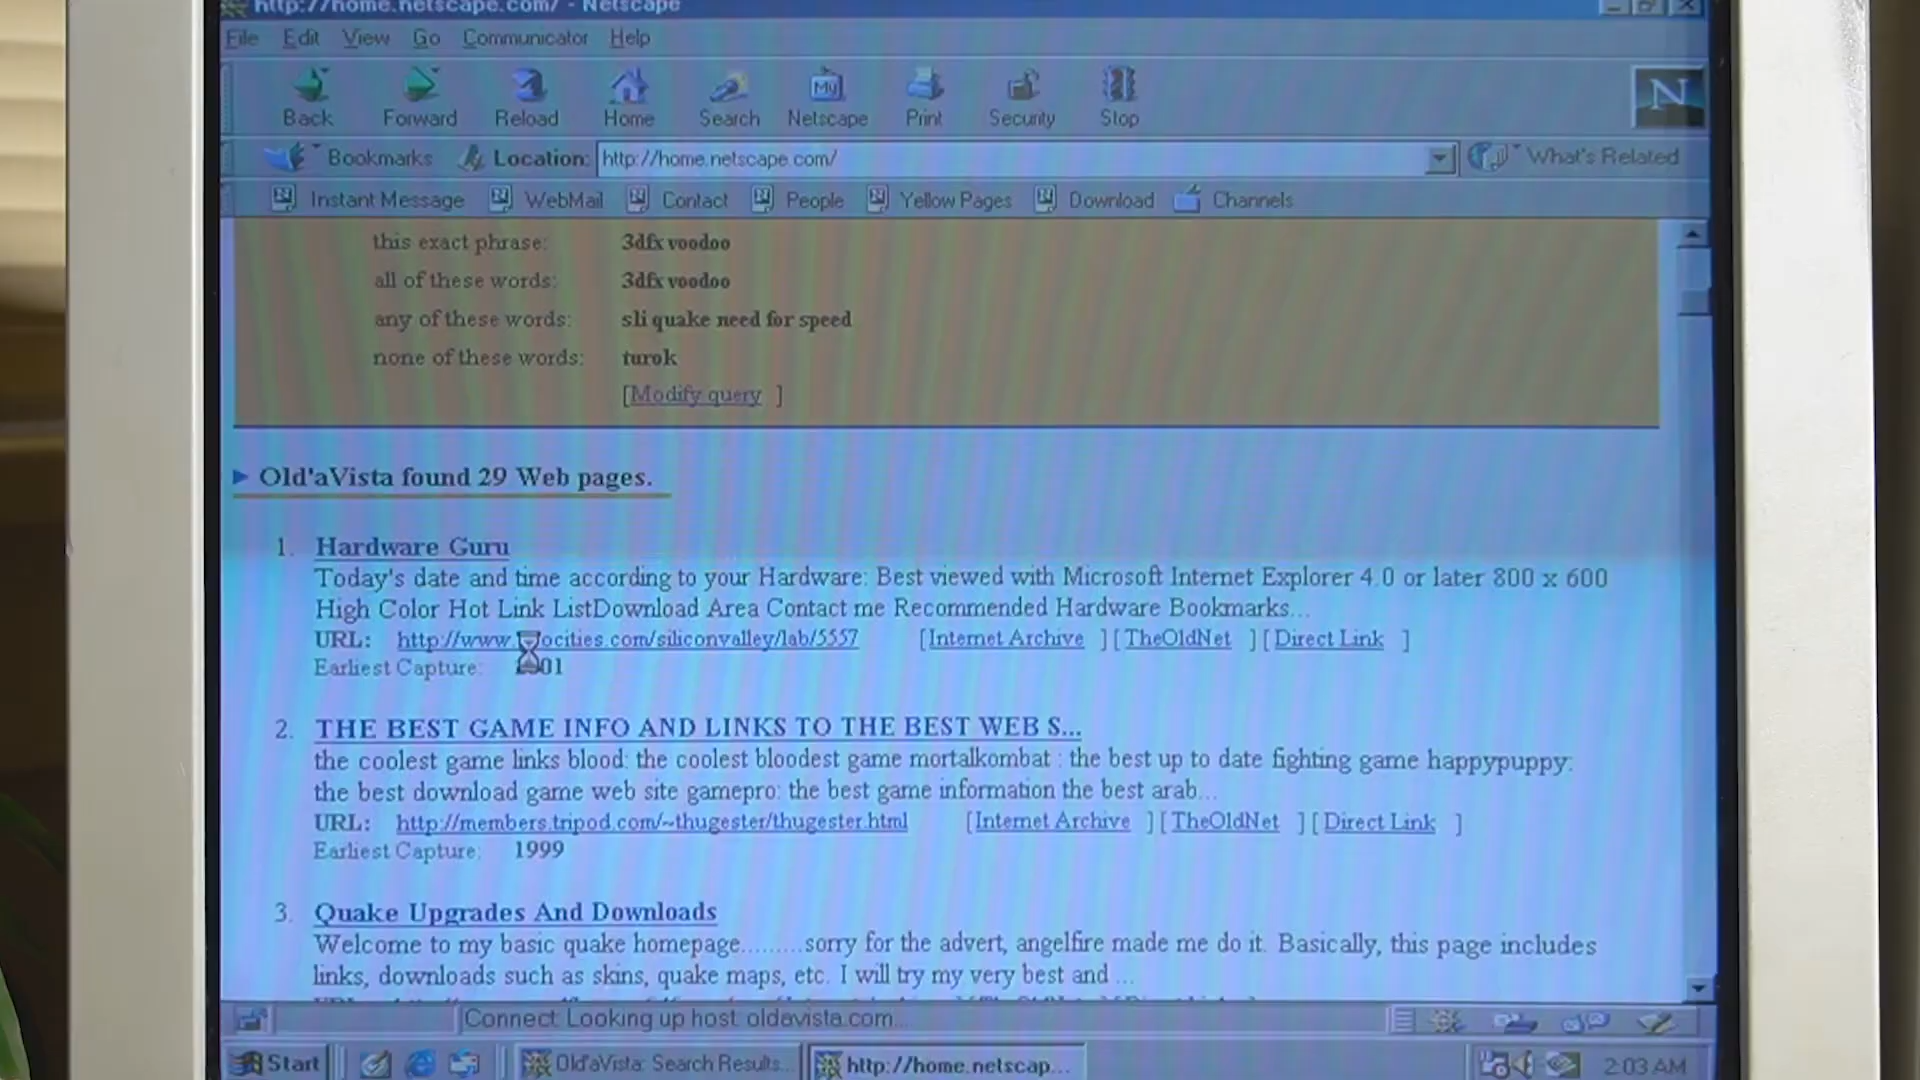 http://home.netscape.com/ - Netscape
File Edit View Go Communicator Help
My N
Back Forward Reload Home Search Netscape Print Security Stop
Bookmarks Location: http://home.netscape.com/ What's Related
Instant Message WebMail Contact People Yellow Pages Download Channels
this exact phrase: 3dfx voodoo
all of these words: 3dfx voodoo
any of these words: sli quake need for speed
none of these words: turok
[Modify query ]
Old'aVista found 29 Web pages.
1. Hardware Guru
Today's date and time according to your Hardware: Best viewed with Microsoft Internet Explorer 4.0 or later 800 x 600
High Color Hot Link ListDownload Area Contact me Recommended Hardware Bookmarks...
URL: http://www. ocities.com/siliconvalley/lab/5557 [Internet Archive ] [ TheOldNet ] [ Direct Link ]
Earliest Capture: 01
2. THE BEST GAME INFO AND LINKS TO THE BEST WEB S...
the coolest game links blood: the coolest bloodest game mortalkombat : the best up to date fighting game happypuppy:
the best download game web site gamepro: the best game information the best arab...
URL: http://members.tripod.com/~thugester/thugester.html [Internet Archive ] [ TheOldNet ] [ Direct Link ]
Earliest Capture: 1999
3. Quake Upgrades And Downloads
Welcome to my basic quake homepage.........sorry for the advert, angelfire made me do it. Basically, this page includes
links, downloads such as skins, quake maps, etc. I will try my very best and ...
Connect: Looking up host: oldavista.com...
Start Old'aVista: Search Results... http://home.netscap... 2:03 AM